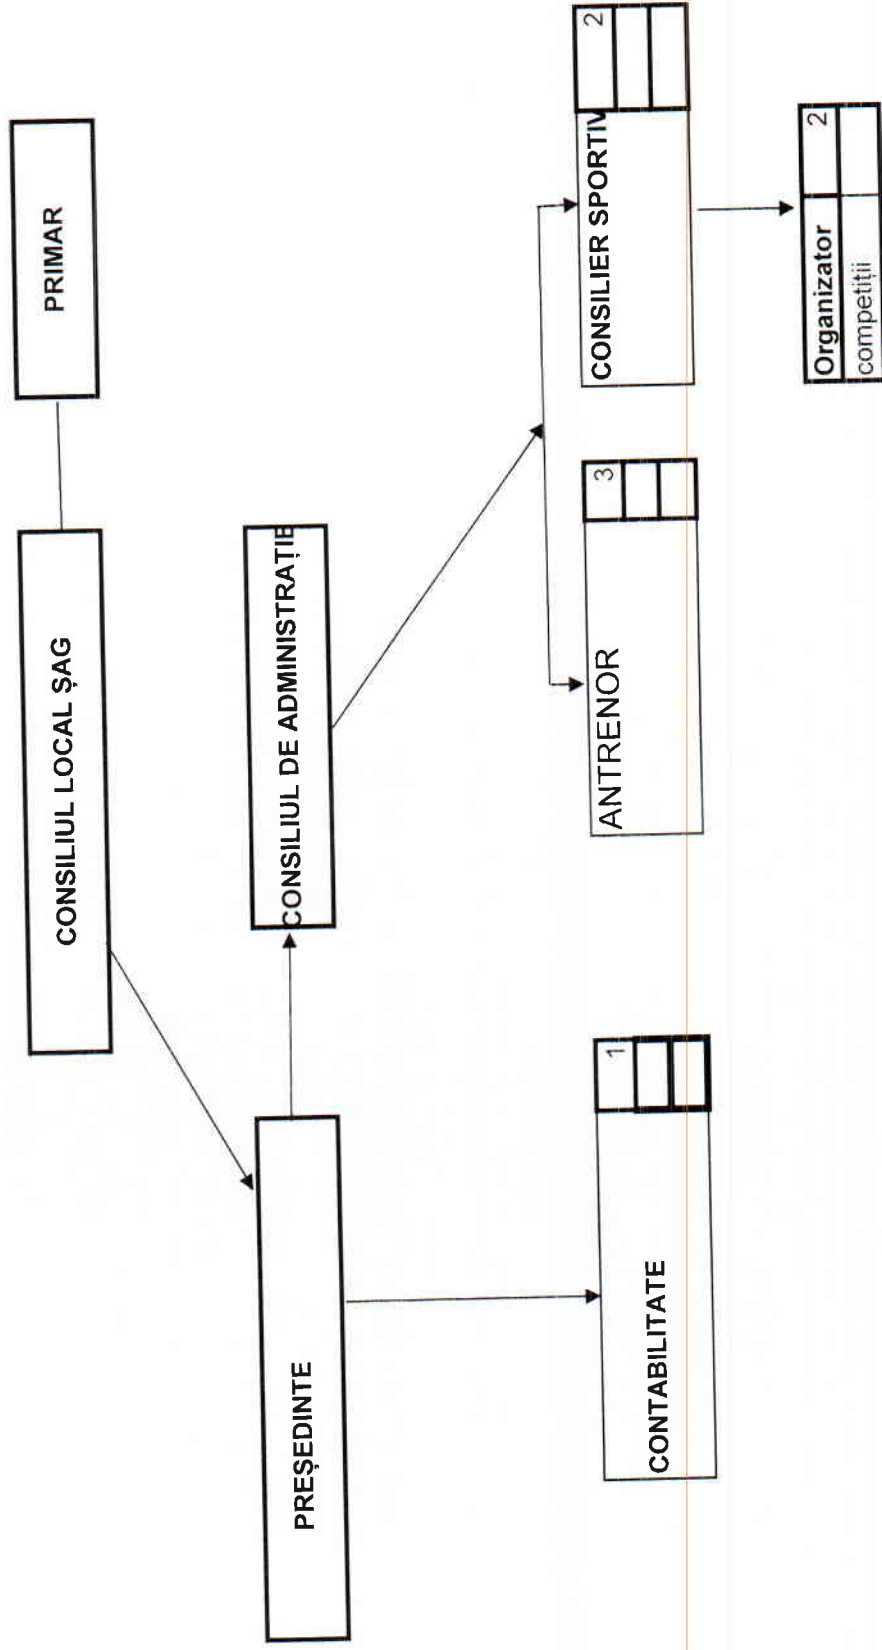 CONSILIUL LOCAL ȘAG
PRIMAR
PREȘEDINTE
CONSILIUL DE ADMINISTRAȚIE
CONTABILITATE
1
ANTRENOR
3
CONSILIER SPORTIV
2
Organizator
2
competiții